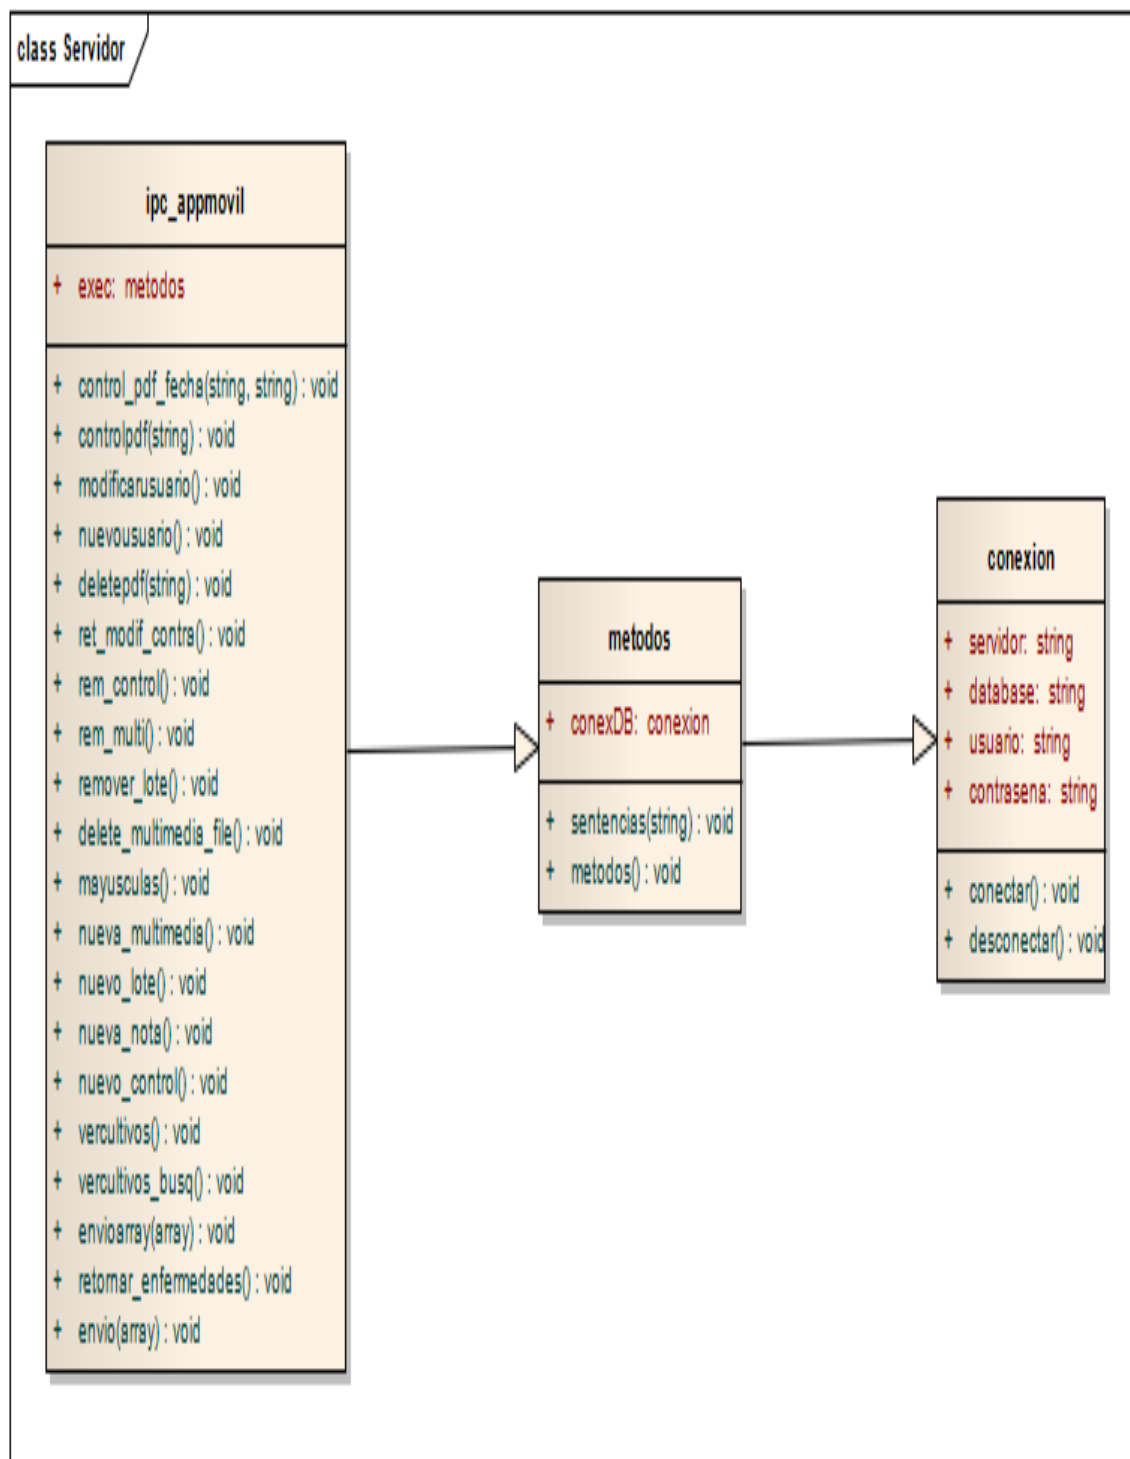 class Servidor
ipc_appmovil
+ exec: metodos
+ control_pdf_fecha(string, string) : void
+ controlpdf(string) : void
+ modificarusuario() : void
+ nuevousuario() : void
+ deletepdf(string) : void
+ ret_modif_contra() : void
+ rem_control() : void
+ rem_multi() : void
+ remover_lote() : void
+ delete_multimedia_file() : void
+ mayusculas() : void
+ nueva_multimedia() : void
+ nuevo_lote() : void
+ nueva_nota() : void
+ nuevo_control() : void
+ vercultivos() : void
+ vercultivos_busq() : void
+ envioarray(array) : void
+ retornar_enfermedades() : void
+ envio(array) : void
metodos
+ conexDB: conexion
+ sentencias(string) : void
+ metodos() : void
conexion
+ servidor: string
+ database: string
+ usuario: string
+ contrasena: string
+ conectar() : void
+ desconectar() : void